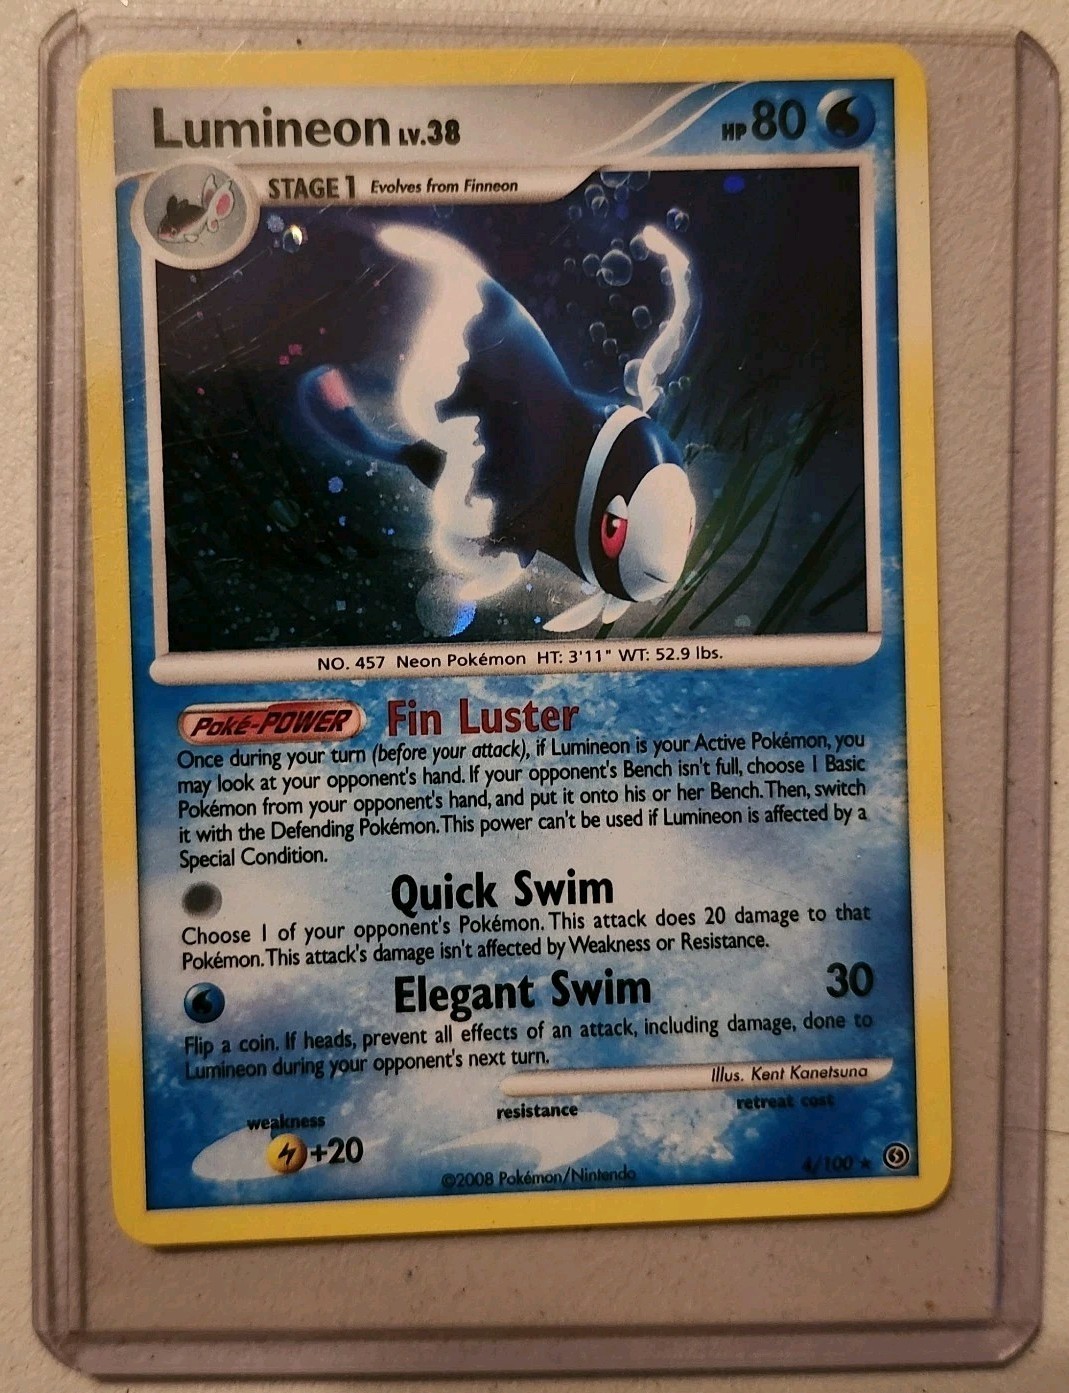 Lumineon LV.38
HP 80
STAGE 1 Evolves from Finneon
NO. 457 Neon Pokémon HT: 3'11" WT: 52.9 lbs.
Poké-POWER Fin Luster
Once during your turn (before your attack), if Lumineon is your Active Pokémon, you
may look at your opponent's hand. If your opponent's Bench isn't full, choose 1 Basic
Pokémon from your opponent's hand, and put it onto his or her Bench. Then, switch
it with the Defending Pokémon. This power can't be used if Lumineon is affected by a
Special Condition.
Quick Swim
Choose 1 of your opponent's Pokémon. This attack does 20 damage to that
Pokémon. This attack's damage isn't affected by Weakness or Resistance.
Elegant Swim 30
Flip a coin. If heads, prevent all effects of an attack, including damage, done to
Lumineon during your opponent's next turn.
Illus. Kent Kanetsuna
weakness resistance retreat cost
+20
©2008 Pokémon/Nintendo
4/100 ★